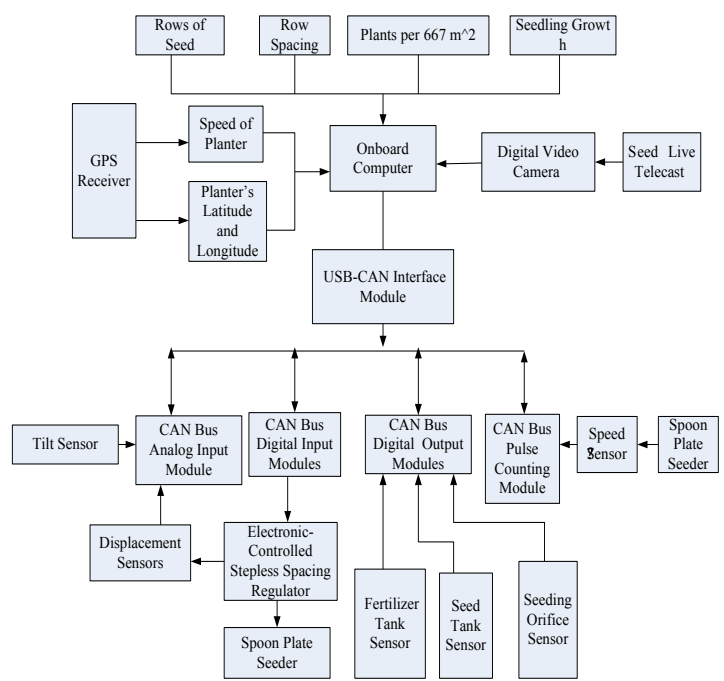 Rows of
Seed
Row
Spacing
Plants per 667 m^2
Seedling Growt
h
GPS
Receiver
Speed of
Planter
Planter's
Latitude
and
Longitude
Onboard
Computer
Digital Video
Camera
Seed Live
Telecast
USB-CAN Interface
Module
Tilt Sensor
CAN Bus
Analog Input
Module
CAN Bus
Digital Input
Modules
CAN Bus
Digital Output
Modules
CAN Bus
Pulse
Counting
Module
Speed
Sensor
Spoon
Plate
Seeder
Displacement
Sensors
Electronic-
Controlled
Stepless Spacing
Regulator
Spoon Plate
Seeder
Fertilizer
Tank
Sensor
Seed
Tank
Sensor
Seeding
Orifice
Sensor